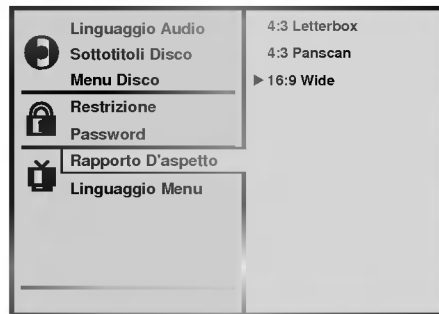 Linguaggio Audio
Sottotitoli Disco
Menu Disco
Restrizione
Password
Rapporto D'aspetto
Linguaggio Menu
4:3 Letterbox
4:3 Panscan
16:9 Wide